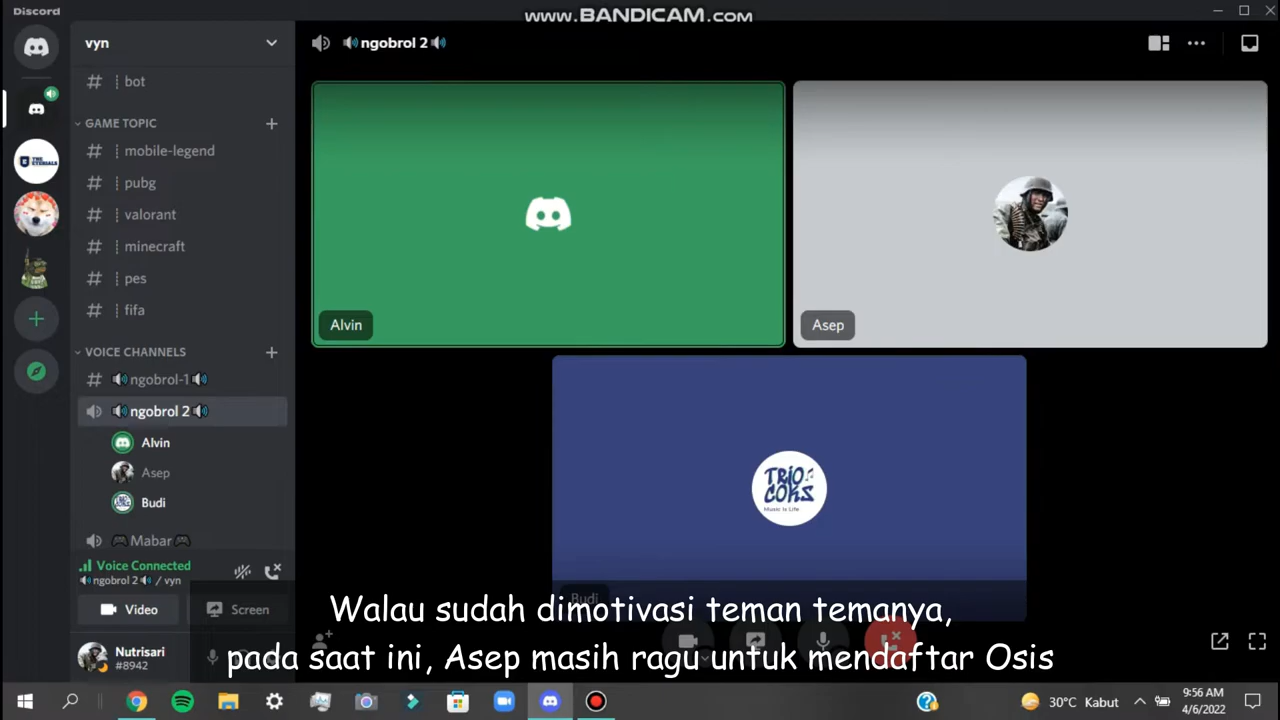 Discord
www.BANDICAM.com
vyn
🔊ngobrol 2🔊
# ⁝ bot
GAME TOPIC
# ⁝ mobile-legend
# ⁝ pubg
# ⁝ valorant
# ⁝ minecraft
# ⁝ pes
# ⁝ fifa
VOICE CHANNELS
# 🔊ngobrol-1🔊
🔊ngobrol 2🔊
Alvin
Asep
Budi
🎮Mabar🎮
Voice Connected
🔊ngobrol 2🔊 / vyn
Video
Screen
Nutrisari
#8942
Alvin
Asep
TRIO
COKS
Music Is Life
Budi
Walau sudah dimotivasi teman temanya,
pada saat ini, Asep masih ragu untuk mendaftar Osis
30°C Kabut
9:56 AM
4/6/2022